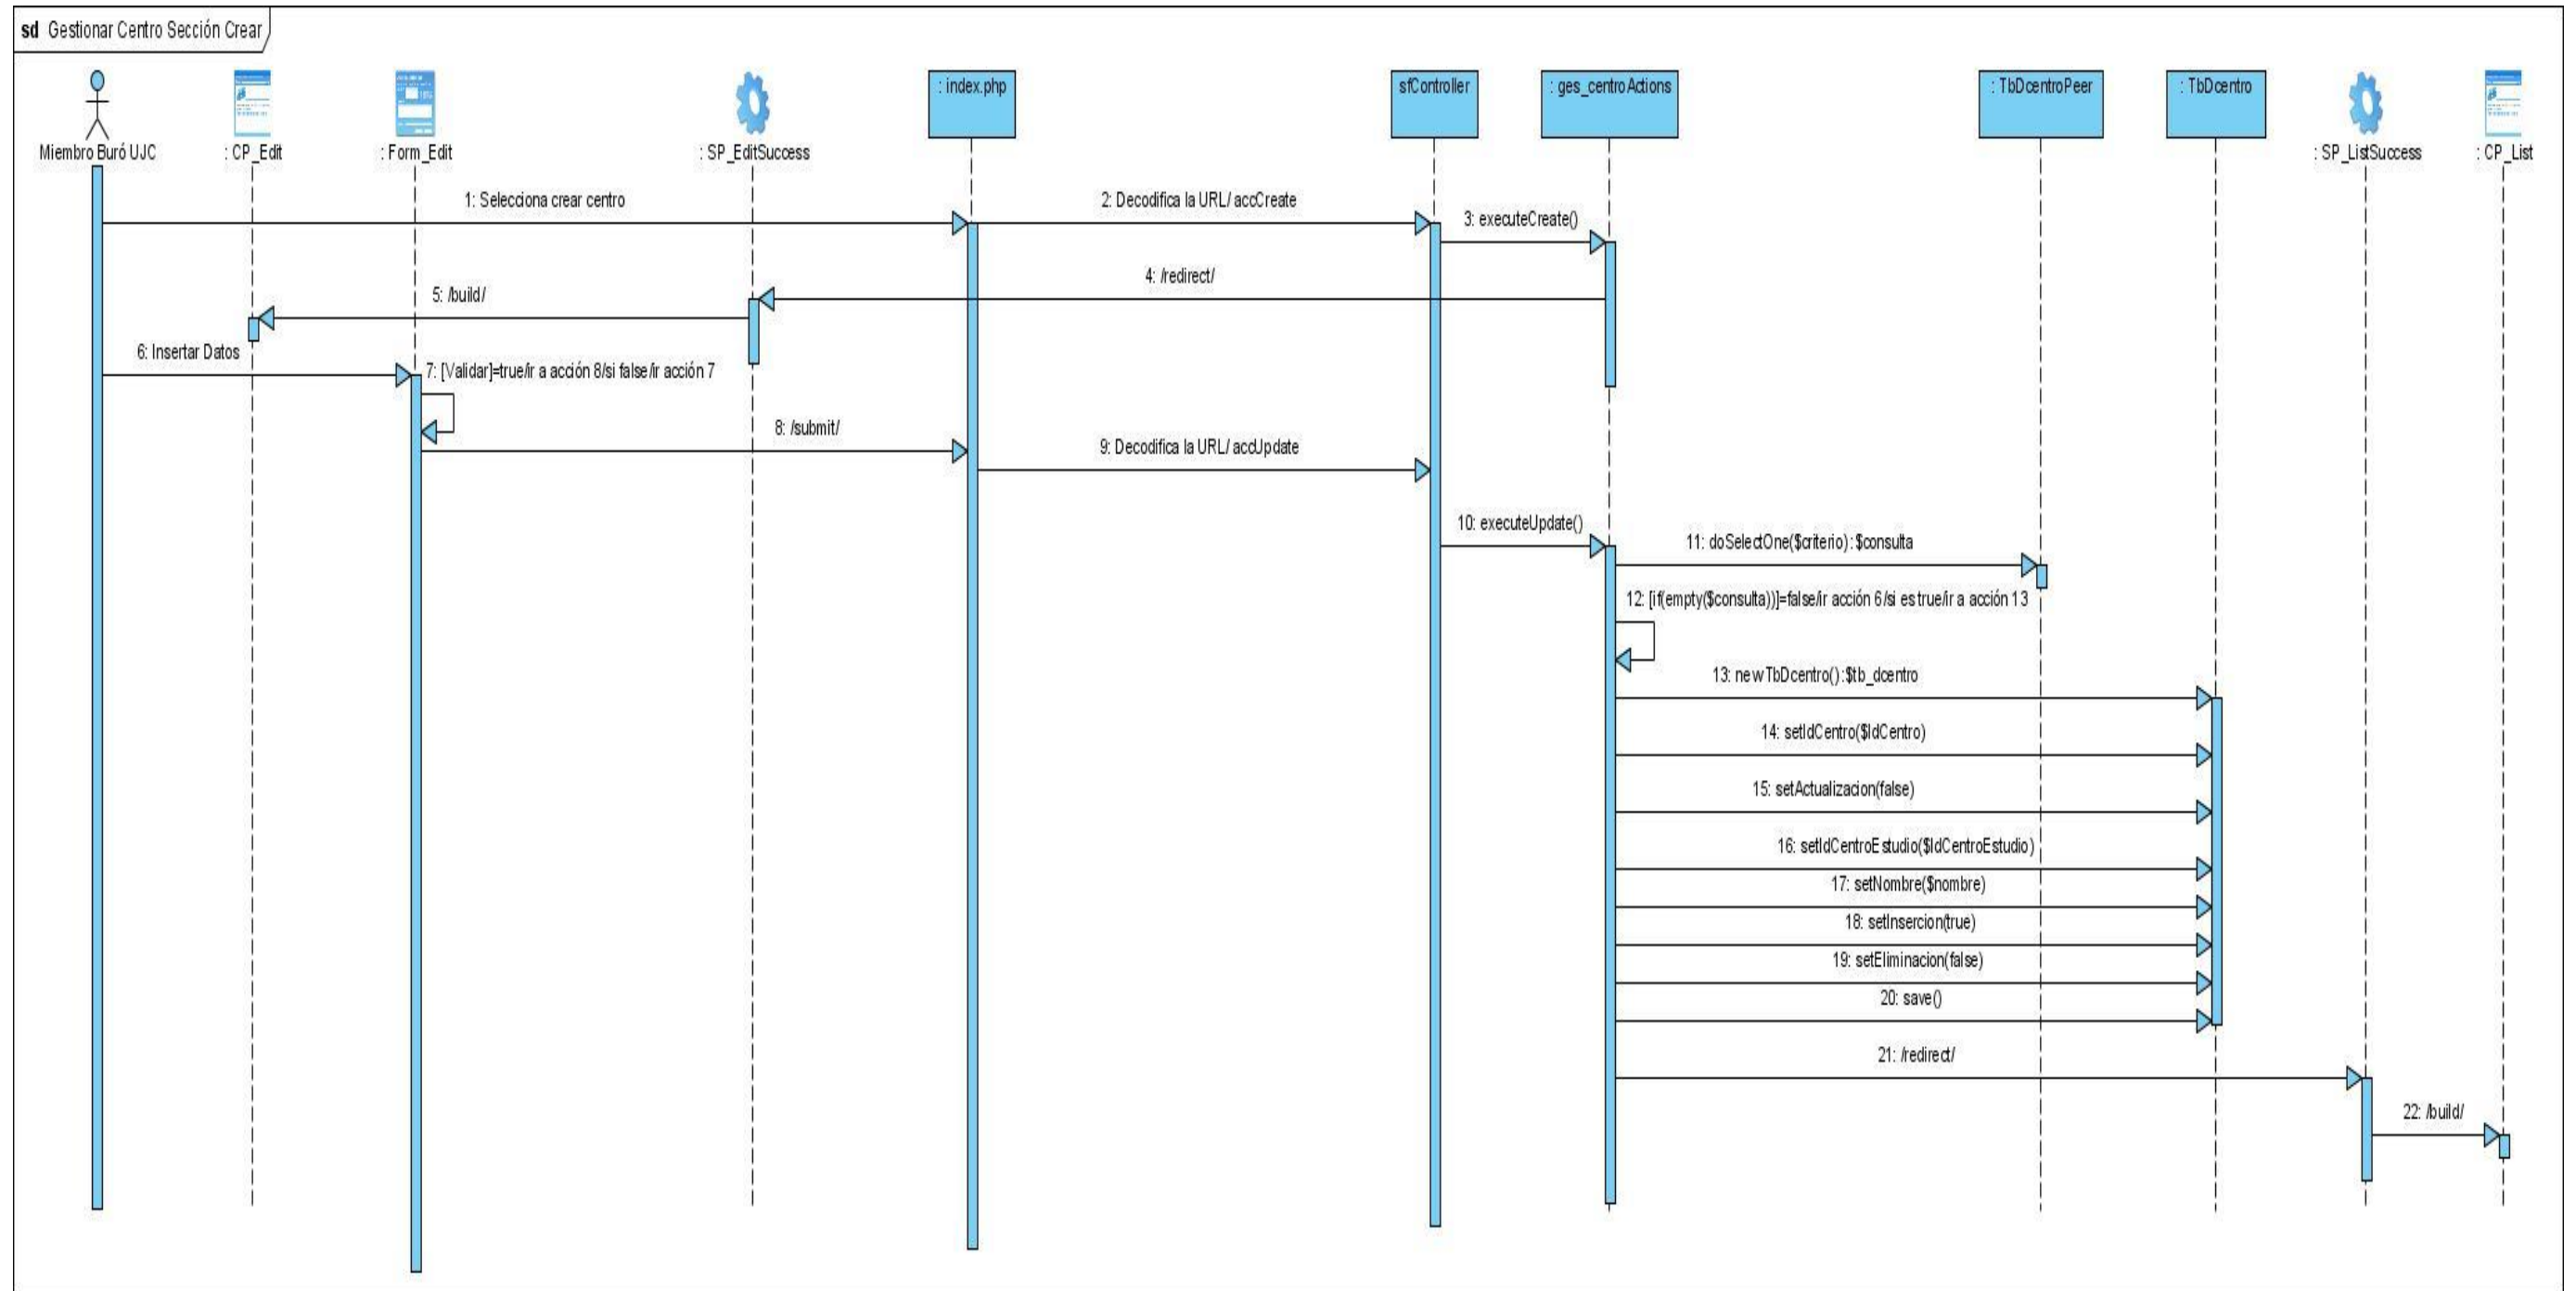 sd Gestionar Centro Sección Crear
: index.php
sfController
: ges_centroActions
: TbDcentroPeer
: TbDcentro
Miembro Buró UJC
: CP_Edit
: Form_Edit
: SP_EditSuccess
: SP_ListSuccess
: CP_List
1: Selecciona crear centro
2: Decodifica la URL/ accCreate
3: executeCreate()
4: /redirect/
5: /build/
6: Insertar Datos
7: [Validar]=true/ir a acción 8/si false/ir acción 7
8: /submit/
9: Decodifica la URL/ accUpdate
10: executeUpdate()
11: doSelectOne($criterio): $consulta
12: [if(empty($consulta))]=false/ir acción 6/si es true/ir a acción 13
13: new TbDcentro():$tb_dcentro
14: setIdCentro($IdCentro)
15: setActualizacion(false)
16: setIdCentroEstudio($IdCentroEstudio)
17: setNombre($nombre)
18: setInsercion(true)
19: setEliminacion(false)
20: save()
21: /redirect/
22: /build/